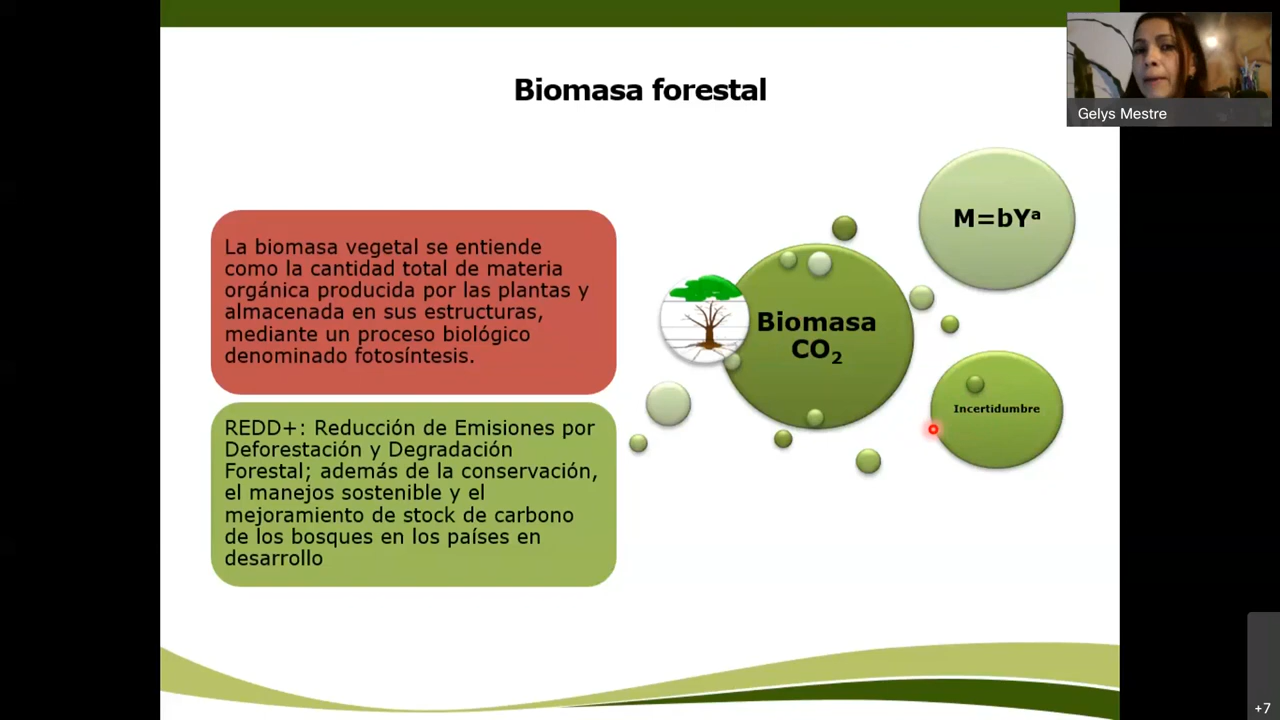 Biomasa forestal
Gelys Mestre
La biomasa vegetal se entiende
como la cantidad total de materia
orgánica producida por las plantas y
almacenada en sus estructuras,
mediante un proceso biológico
denominado fotosíntesis.
REDD+: Reducción de Emisiones por
Deforestación y Degradación
Forestal; además de la conservación,
el manejos sostenible y el
mejoramiento de stock de carbono
de los bosques en los países en
desarrollo
M=bYᵃ
Biomasa
CO₂
Incertidumbre
+7